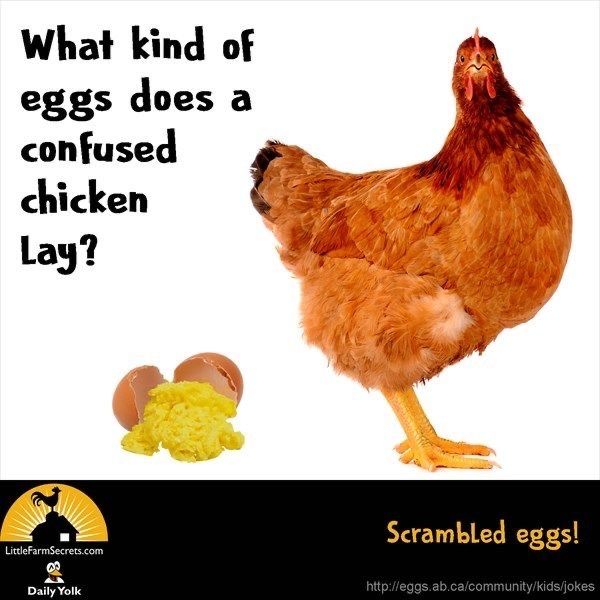 What kind of
eggs does a
confused
chicken
Lay?
Scrambled eggs!
LittleFarmSecrets.com
Daily Yolk
http://eggs.ab.ca/community/kids/jokes